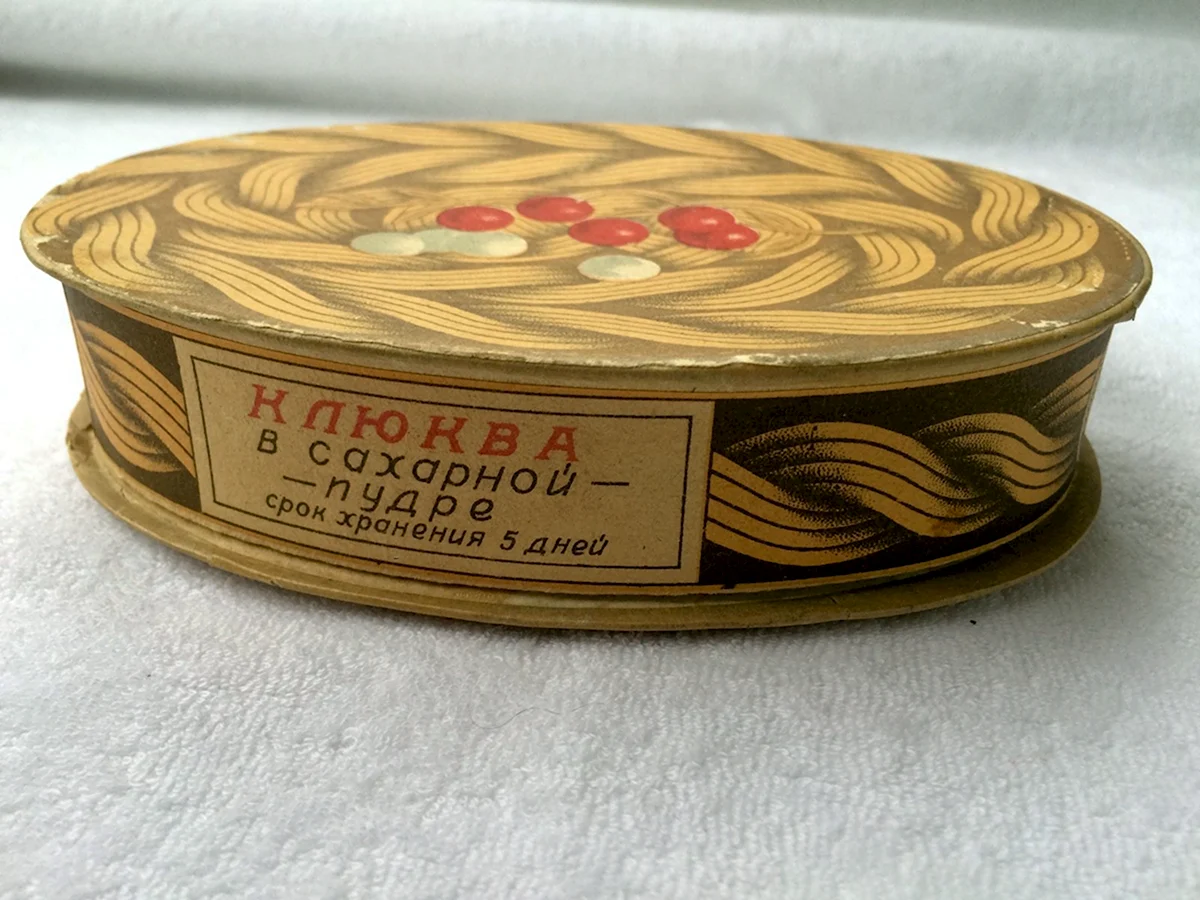 КЛЮКВА
в сахарной
—пудре—
срок хранения 5 дней